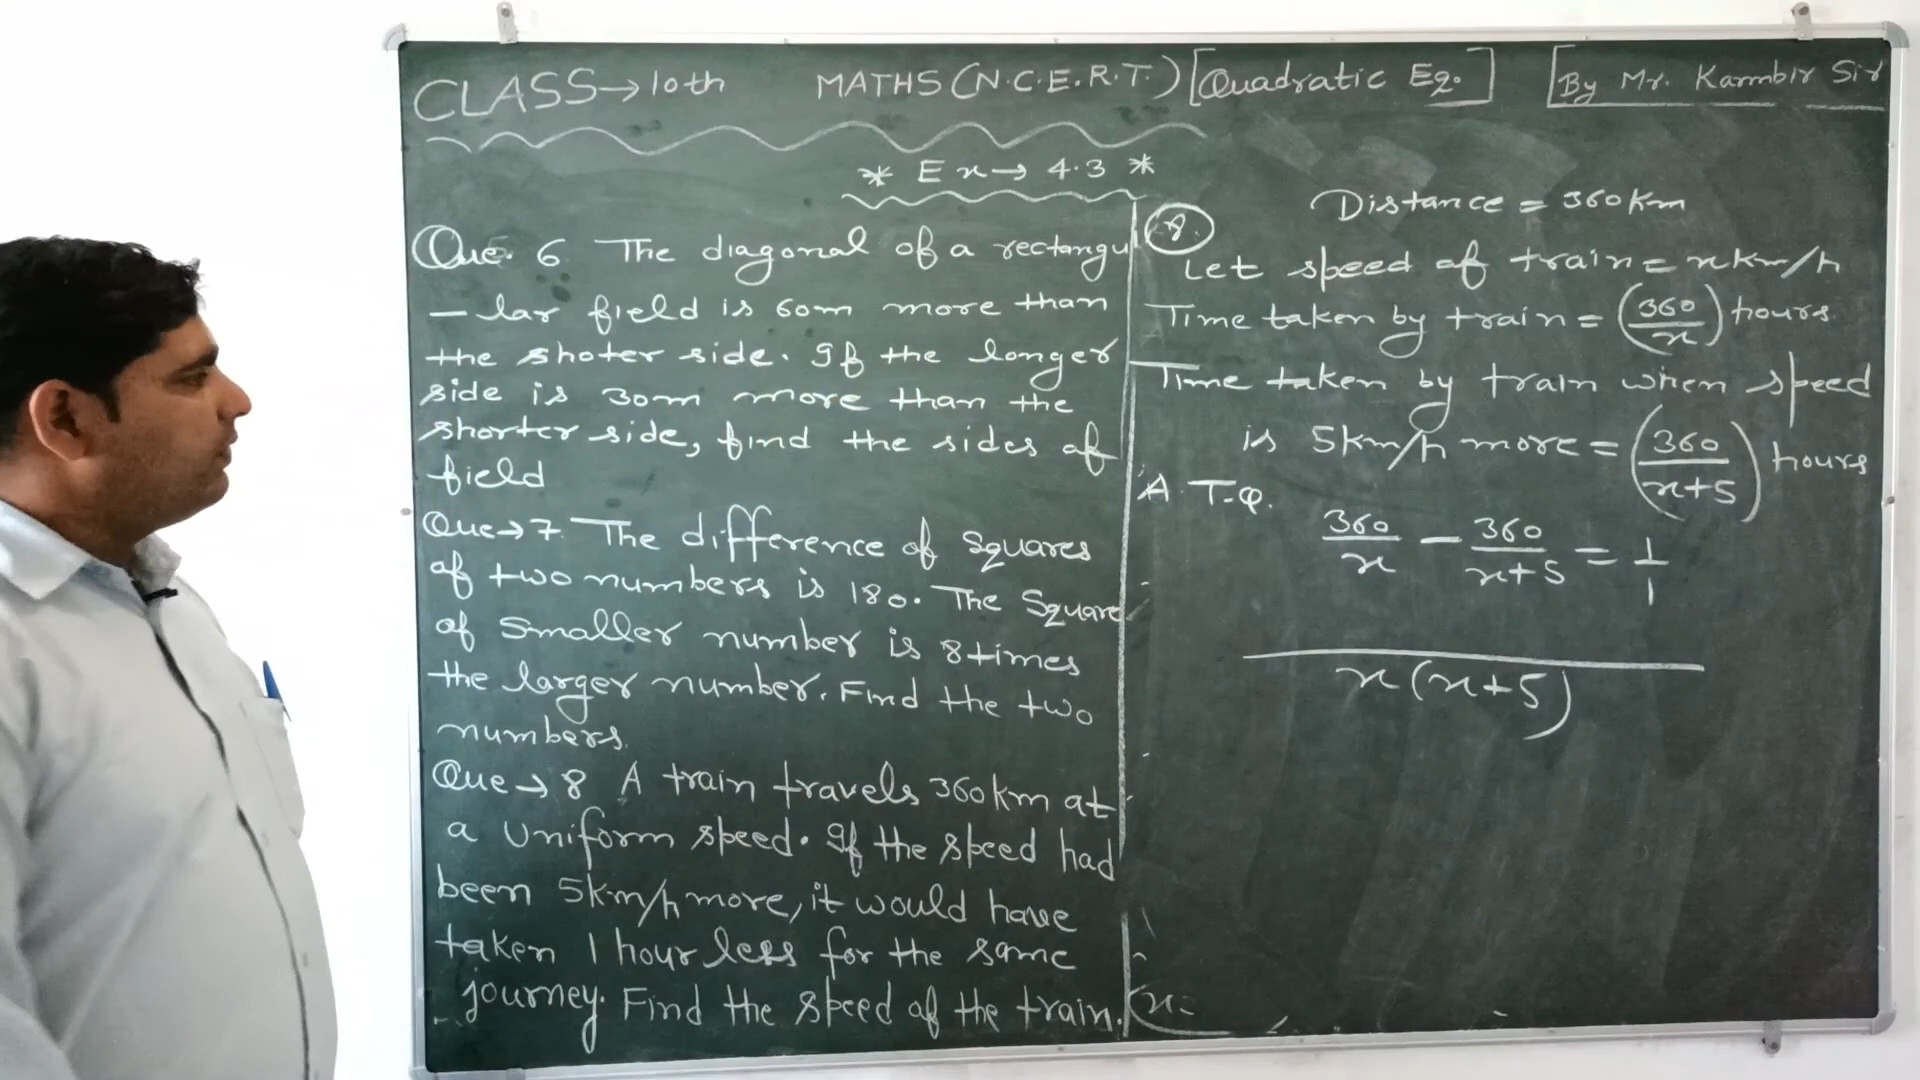 CLASS→10th MATHS(N.C.E.R.T.) [Quadratic Eq.] [By Mr. Karmbir Sir
* Ex→ 4.3 *
Que. 6 The diagonal of a rectangu
- lar field is 60m more than
the shoter side. If the longer
side is 30m more than the
shorter side, find the sides of
field
Que→7. The difference of Squares
of two numbers is 180. The Square
of smaller number is 8 times
the larger number. Find the two
numbers.
Que→8 A train travels 360km at
a uniform speed. If the speed had
been 5km/h more, it would have
taken 1 hour less for the same
journey. Find the speed of the train.
8. Distance = 360km
Let speed of train = x km/h
Time taken by train = (360/x) hours.
Time taken by train when speed
is 5km/h more = (360/x+5) hours
A.T.Q. 360/x - 360/x+5 = 1/1
x(x+5)
(x=